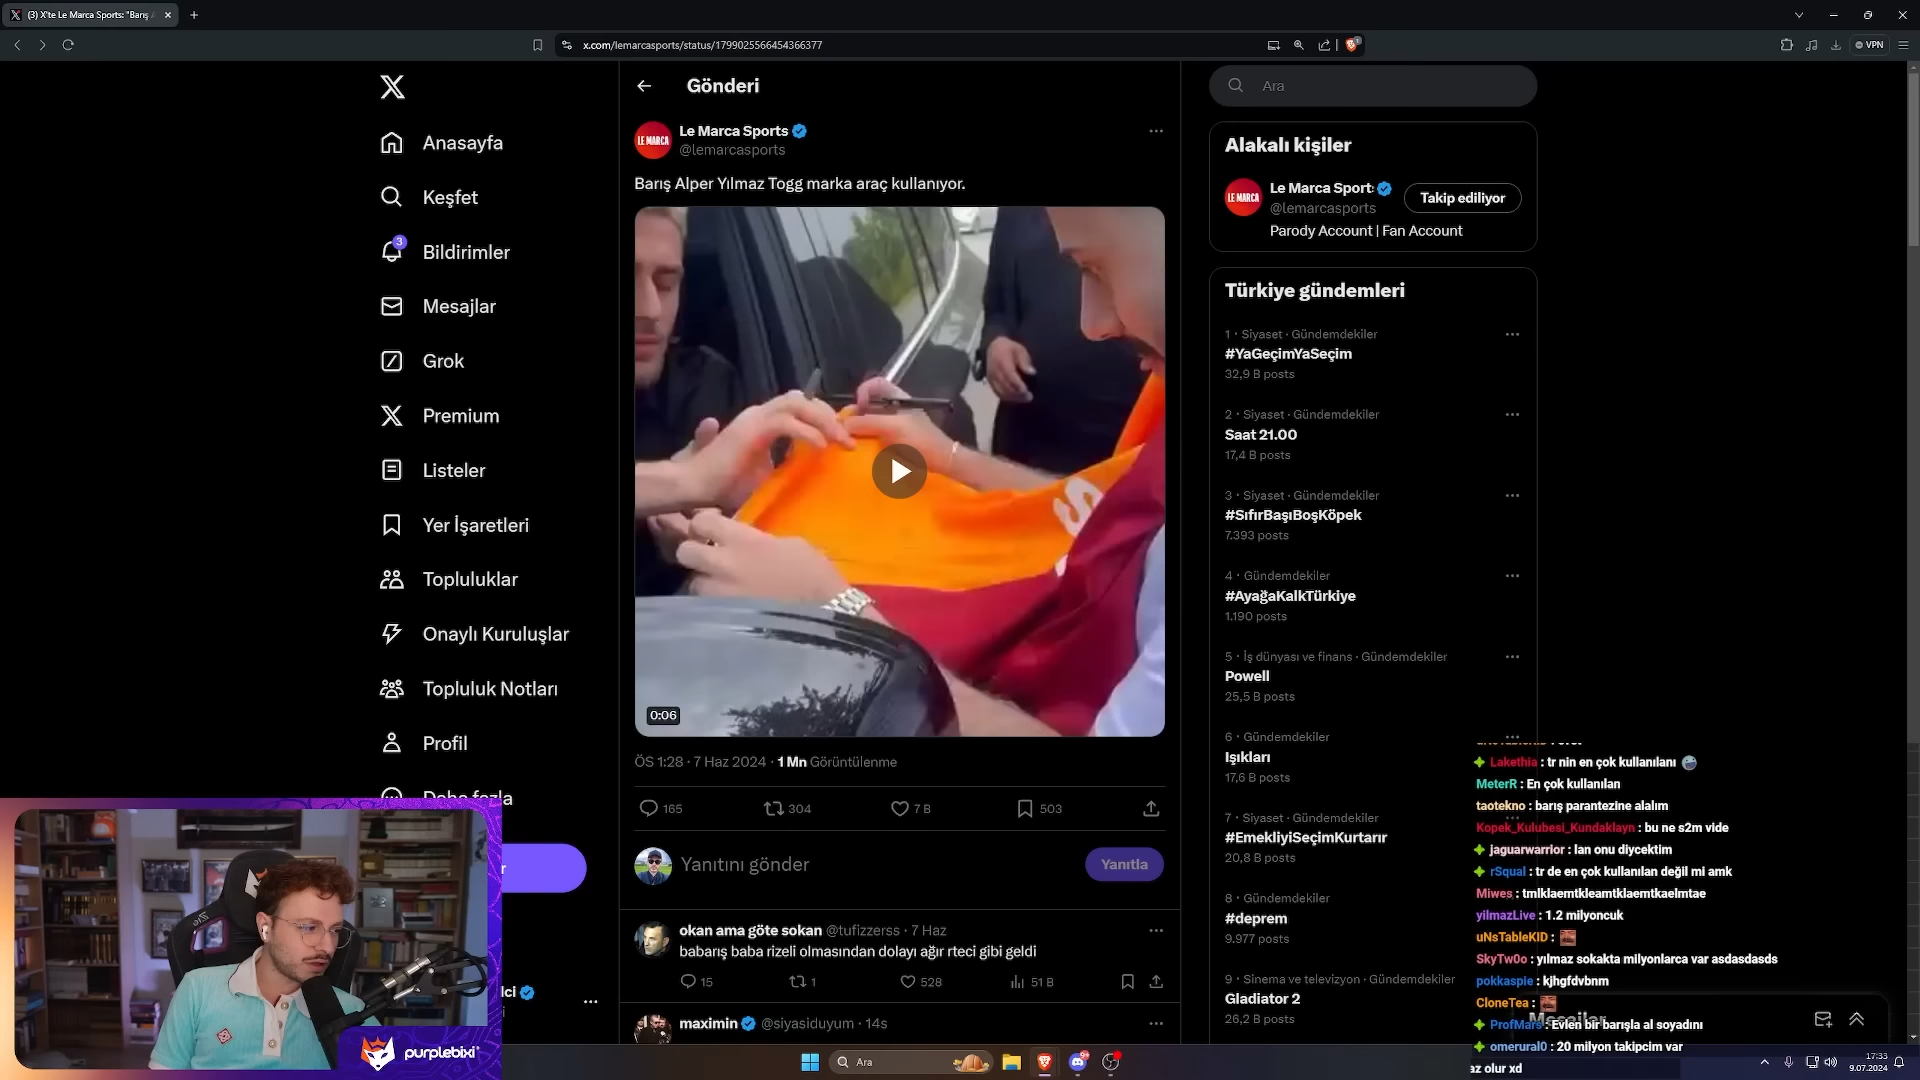 (3) X'te Le Marca Sports: "Barış A
x.com/lemarcasports/status/1799025566454366377
VPN
Anasayfa
Keşfet
3
Bildirimler
Mesajlar
Grok
Premium
Listeler
Yer İşaretleri
Topluluklar
Onaylı Kuruluşlar
Topluluk Notları
Profil
Daha fazla
Gönderi
LE MARCA
Le Marca Sports
@lemarcasports
Barış Alper Yılmaz Togg marka araç kullanıyor.
0:06
ÖS 1:28 · 7 Haz 2024 · 1 Mn Görüntülenme
165
304
7 B
503
Yanıtını gönder
Yanıtla
okan ama göte sokan @tufizzerss · 7 Haz
babarış baba rizeli olmasından dolayı ağır rteci gibi geldi
15
1
528
51 B
maximin @siyasiduyum · 14s
Ara
Alakalı kişiler
LE MARCA
Le Marca Sports
@lemarcasports
Takip ediliyor
Parody Account | Fan Account
Türkiye gündemleri
1 · Siyaset · Gündemdekiler
#YaGeçimYaSeçim
32,9 B posts
2 · Siyaset · Gündemdekiler
Saat 21.00
17,4 B posts
3 · Siyaset · Gündemdekiler
#SıfırBaşıBoşKöpek
7.393 posts
4 · Gündemdekiler
#AyağaKalkTürkiye
1.190 posts
5 · İş dünyası ve finans · Gündemdekiler
Powell
25,5 B posts
6 · Gündemdekiler
Işıkları
17,6 B posts
7 · Siyaset · Gündemdekiler
#EmekliyiSeçimKurtarır
20,8 B posts
8 · Gündemdekiler
#deprem
9.977 posts
9 · Sinema ve televizyon · Gündemdekiler
Gladiator 2
26,2 B posts
Lakethia : tr nin en çok kullanılanı
MeterR : En çok kullanılan
taotekno : barış parantezine alalım
Kopek_Kulubesi_Kundaklayn : bu ne s2m vide
jaguarwarrior : lan onu diycektim
rSqual : tr de en çok kullanılan değil mi amk
Miwes : tmlklaemtkleamtklaemtkaelmtae
yilmazLive : 1.2 milyoncuk
uNsTableKID :
SkyTw0o : yılmaz sokakta milyonlarca var asdasdasds
pokkaspie : kjhgfdvbnm
CloneTea :
Mesajlar
ProfMars : Evlen bir barışla al soyadını
omerural0 : 20 milyon takipcim var
az olur xd
lci
purplebixi
Ara
17:33
9.07.2024